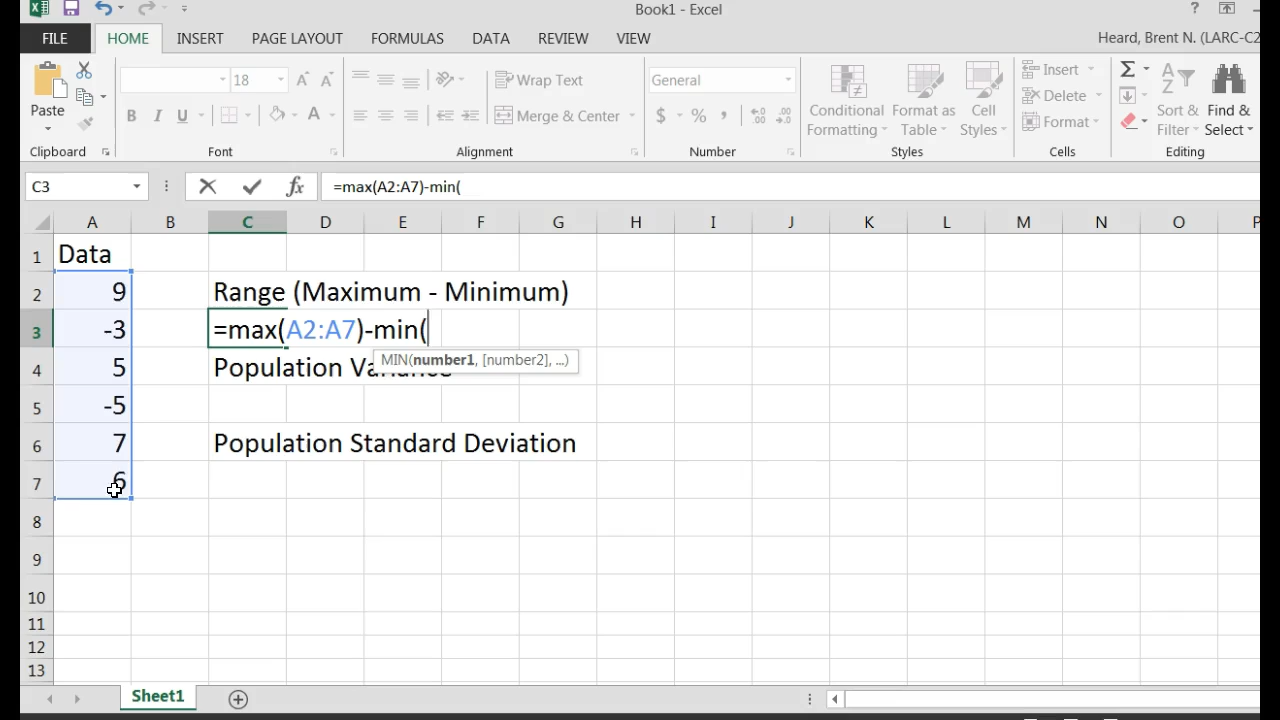 Book1 - Excel
?
FILE HOME INSERT PAGE LAYOUT FORMULAS DATA REVIEW VIEW Heard, Brent N. (LARC-C2
Paste
18
B I U A
Wrap Text
Merge & Center
General
$ % ,
Conditional Formatting
Format as Table
Cell Styles
Insert
Delete
Format
Sort & Filter
Find & Select
Clipboard Font Alignment Number Styles Cells Editing
C3 fx =max(A2:A7)-min(
A B C D E F G H I J K L M N O P
1 Data
2 9 Range (Maximum - Minimum)
3 -3 =max(A2:A7)-min(
MIN(number1, [number2], ...)
4 5 Population Variance
5 -5
6 7 Population Standard Deviation
7 6
8
9
10
11
12
13
Sheet1